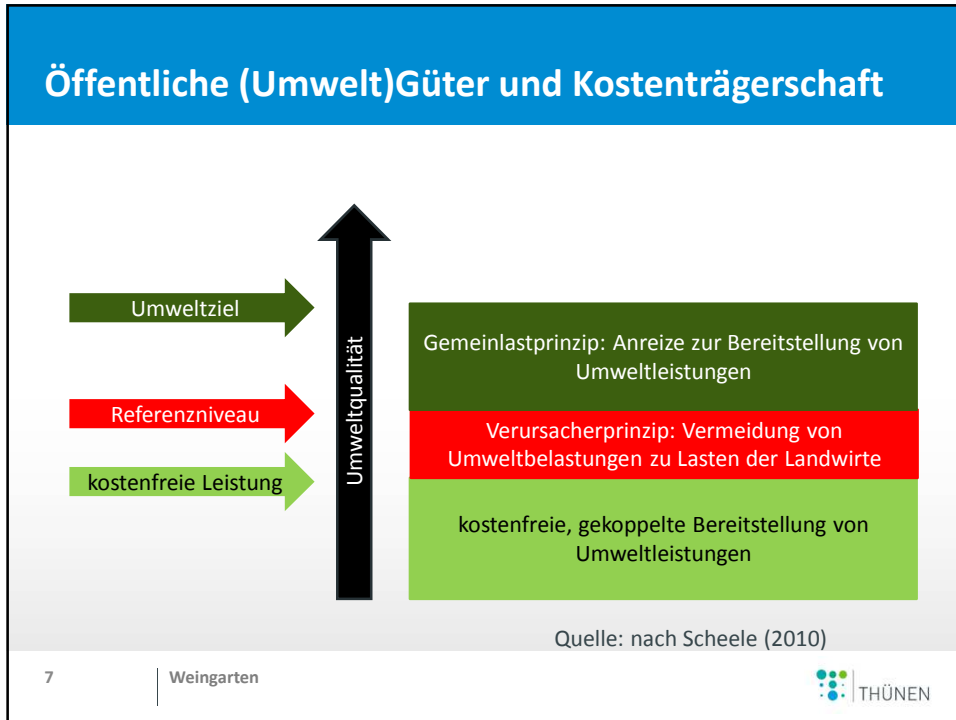 Öffentliche (Umwelt)Güter und Kostenträgerschaft
Umweltziel
Referenzniveau
kostenfreie Leistung
Umweltqualität
Gemeinlastprinzip: Anreize zur Bereitstellung von
Umweltleistungen
Verursacherprinzip: Vermeidung von
Umweltbelastungen zu Lasten der Landwirte
kostenfreie, gekoppelte Bereitstellung von
Umweltleistungen
Quelle: nach Scheele (2010)
7
Weingarten
THÜNEN